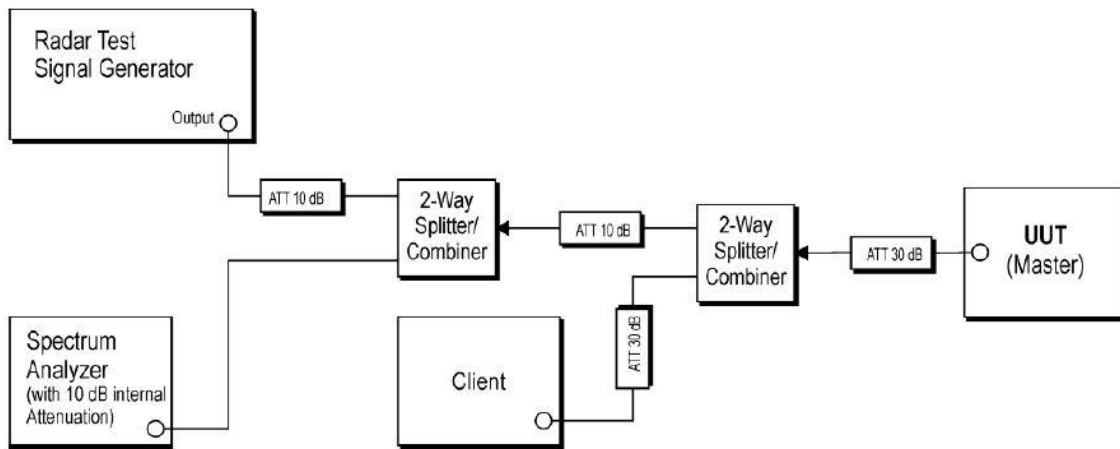 Radar Test
Signal Generator
Output
ATT 10 dB
2-Way
Splitter/
Combiner
ATT 10 dB
2-Way
Splitter/
Combiner
ATT 30 dB
UUT
(Master)
Spectrum
Analyzer
(with 10 dB internal
Attenuation)
Client
ATT 30 dB